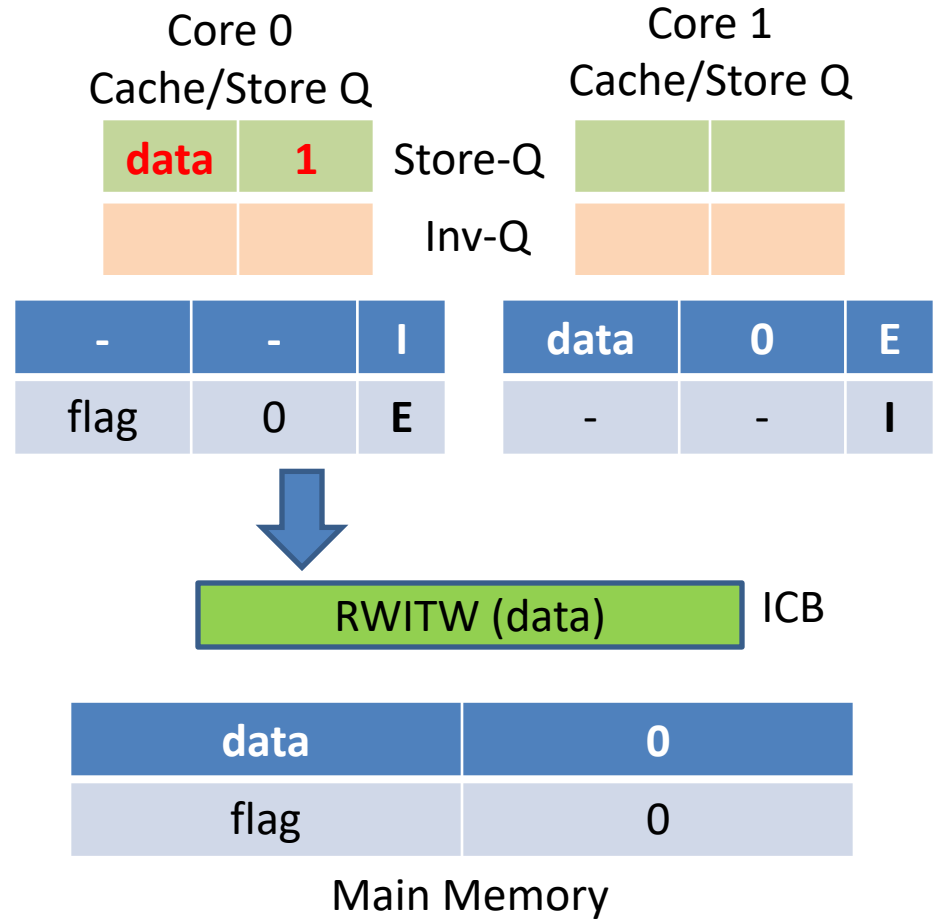 Core 0
Cache/Store Q
Core 1
Cache/Store Q
data 1 Store-Q
Inv-Q
- - I data 0 E
flag 0 E - - I
RWITW (data) ICB
data 0
flag 0
Main Memory